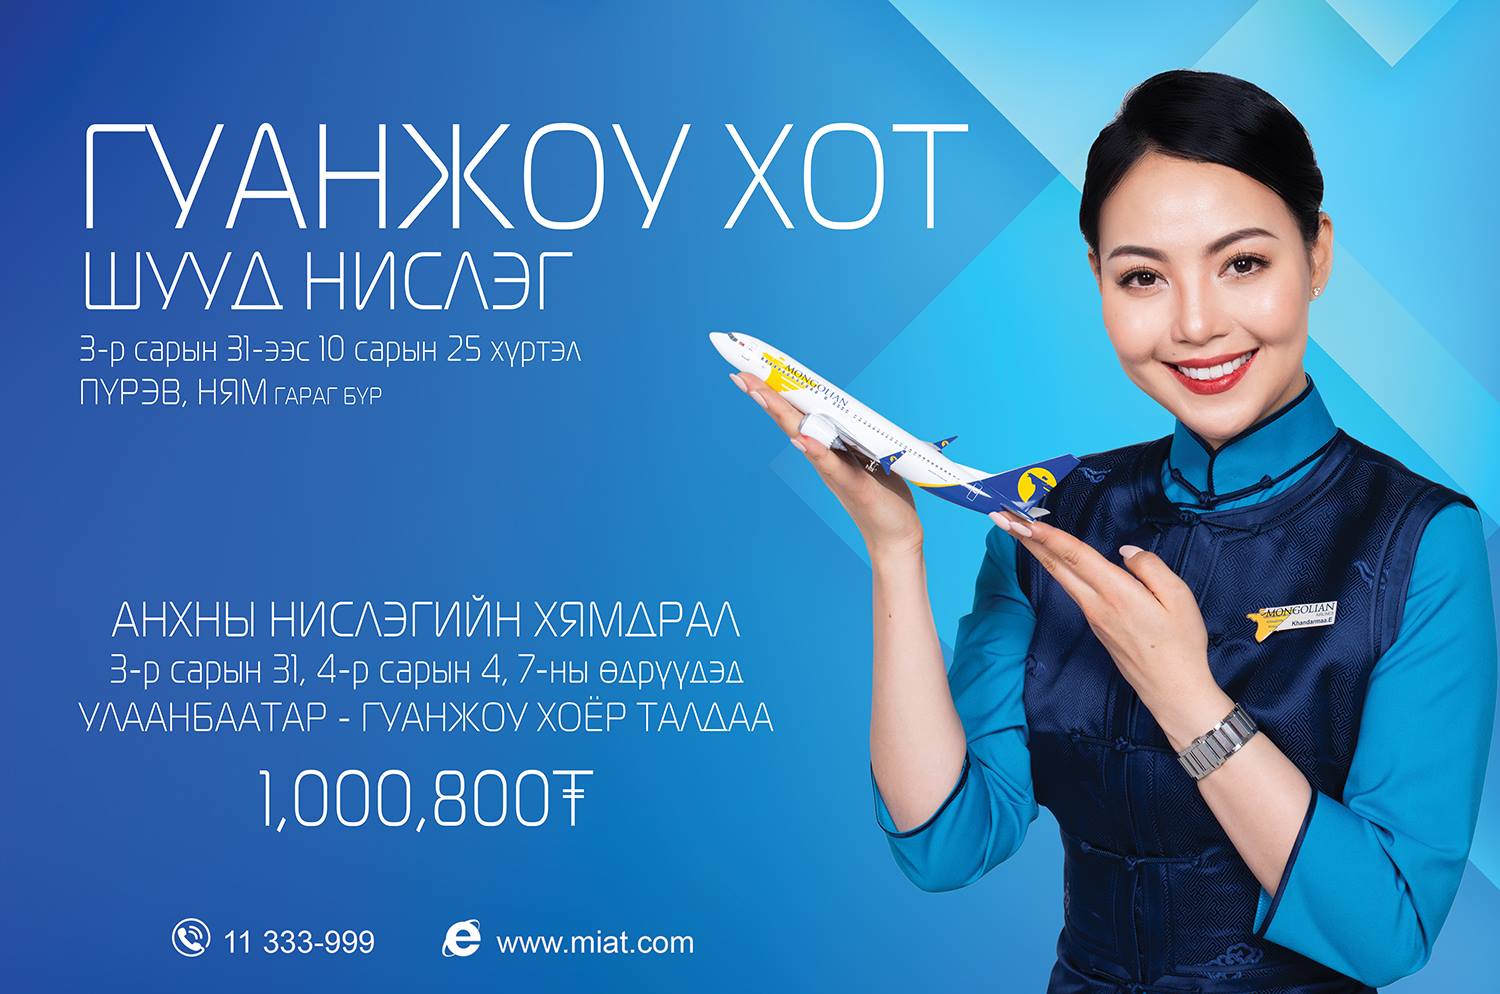 ГУАНЖОУ ХОТ
ШУУД НИСЛЭГ
3-р сарын 31-ээс 10 сарын 25 хүртэл
ПҮРЭВ, НЯМ ГАРАГ БҮР
MONGOLIAN
MONGOLIAN
AIRLINES
Khandarmaa.E
АНХНЫ НИСЛЭГИЙН ХЯМДРАЛ
3-р сарын 31, 4-р сарын 4, 7-ны өдрүүдэд
УЛААНБААТАР - ГУАНЖОУ ХОЁР ТАЛДАА
1,000,800₮
11 333-999
www.miat.com